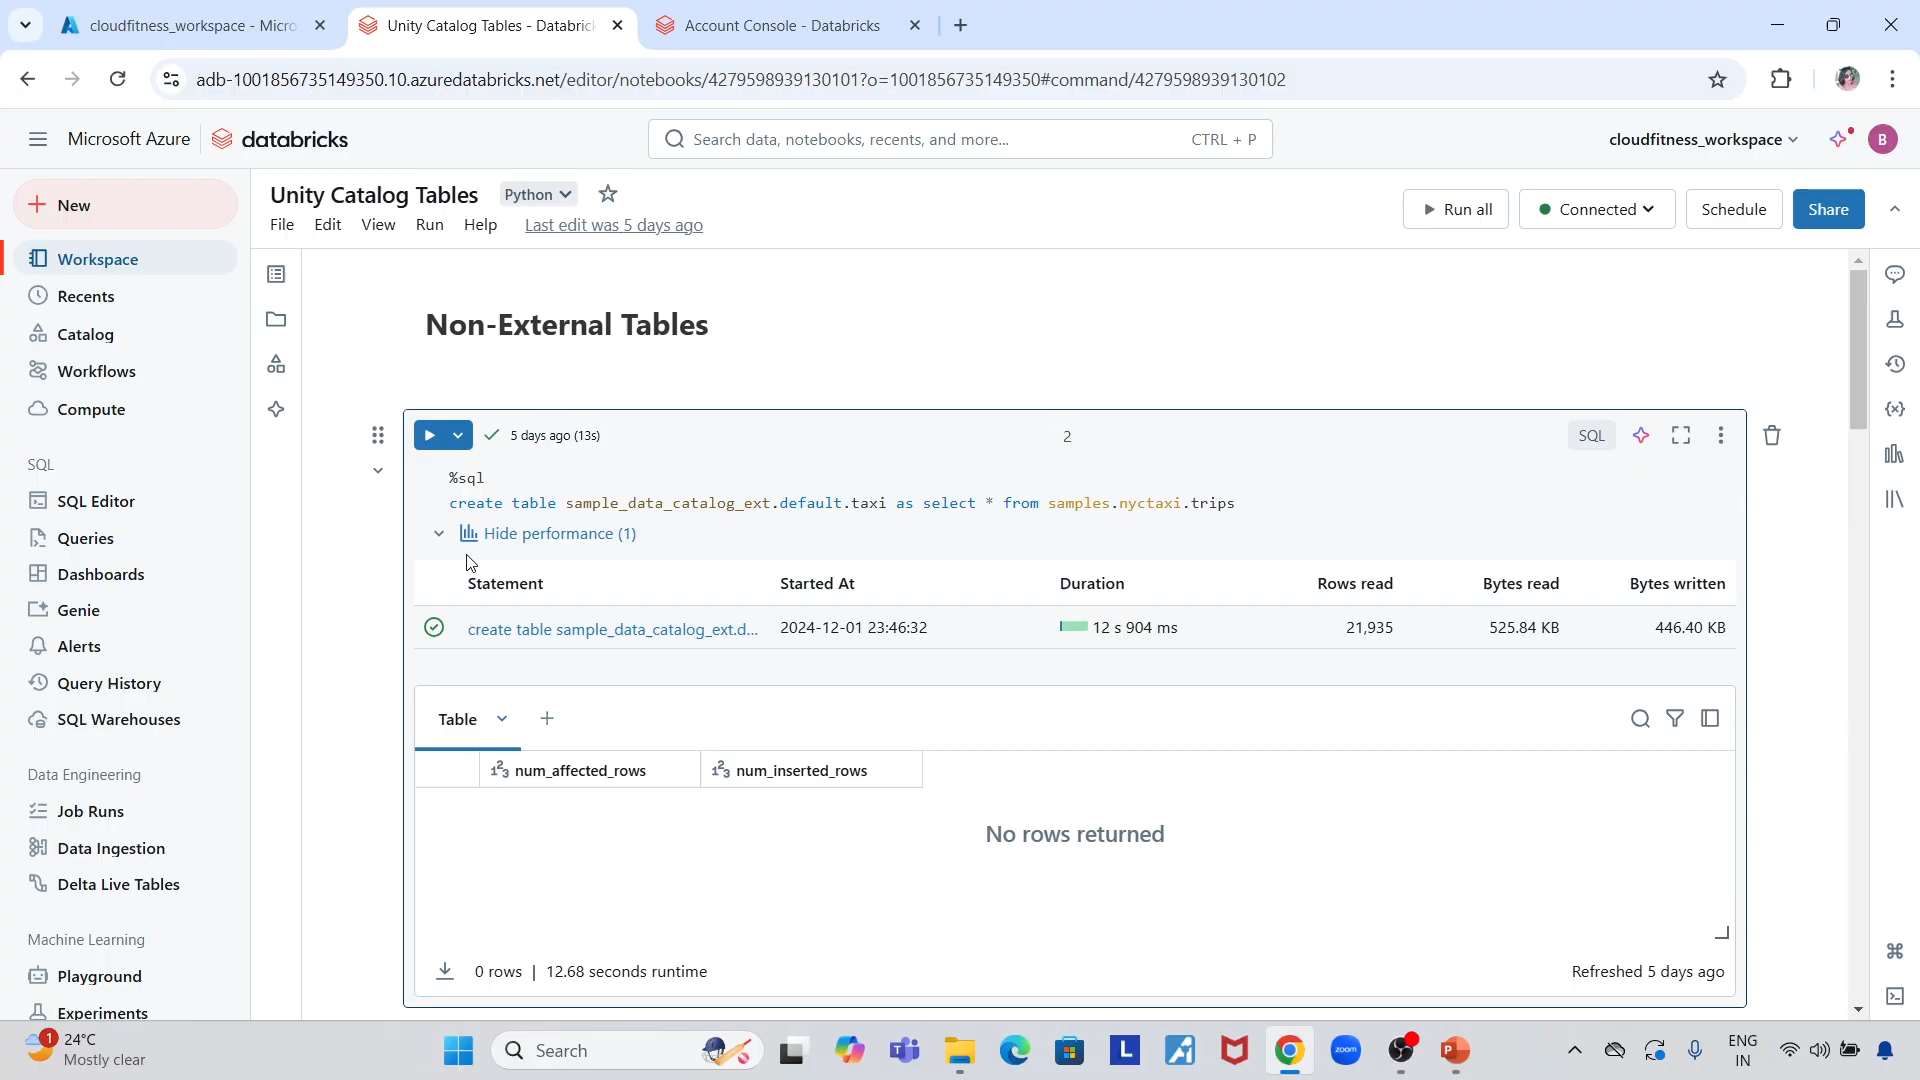 cloudfitness_workspace - Micro
Unity Catalog Tables - Databric
Account Console - Databricks
adb-1001856735149350.10.azuredatabricks.net/editor/notebooks/4279598939130101?o=1001856735149350#command/4279598939130102
Microsoft Azure databricks
Search data, notebooks, recents, and more...
CTRL + P
cloudfitness_workspace
B
New
Workspace
Recents
Catalog
Workflows
Compute
SQL
SQL Editor
Queries
Dashboards
Genie
Alerts
Query History
SQL Warehouses
Data Engineering
Job Runs
Data Ingestion
Delta Live Tables
Machine Learning
Playground
Experiments
Unity Catalog Tables
Python
File Edit View Run Help Last edit was 5 days ago
Run all
Connected
Schedule
Share
Non-External Tables
5 days ago (13s)
2
SQL
%sql
create table sample_data_catalog_ext.default.taxi as select * from samples.nyctaxi.trips
Hide performance (1)
Statement Started At Duration Rows read Bytes read Bytes written
create table sample_data_catalog_ext.d... 2024-12-01 23:46:32 12 s 904 ms 21,935 525.84 KB 446.40 KB
Table
num_affected_rows num_inserted_rows
No rows returned
0 rows | 12.68 seconds runtime
Refreshed 5 days ago
1
24°C
Mostly clear
Search
L
zoom
ENG
IN